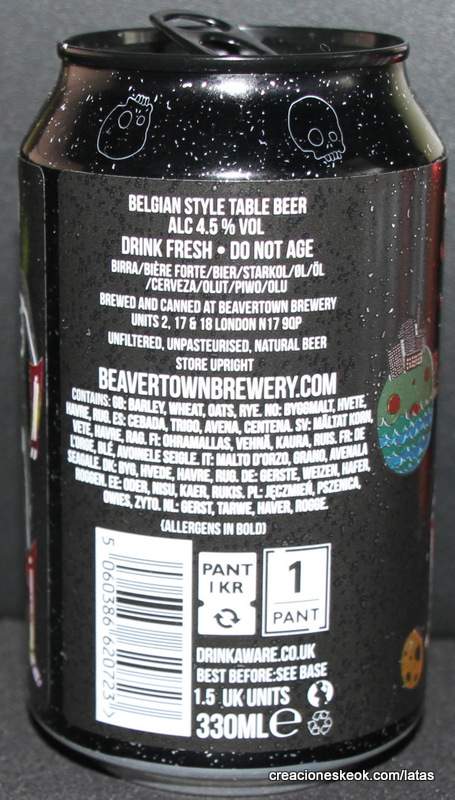 BELGIAN STYLE TABLE BEER
ALC 4.5 % VOL
DRINK FRESH • DO NOT AGE
BIRRA/BIÈRE FORTE/BIER/STARKOL/ØL/ÖL
/CERVEZA/OLUT/PIWO/OLU
BREWED AND CANNED AT BEAVERTOWN BREWERY
UNITS 2, 17 & 18 LONDON N17 9QP
UNFILTERED, UNPASTEURISED, NATURAL BEER
STORE UPRIGHT
BEAVERTOWNBREWERY.COM
CONTAINS: GB: BARLEY, WHEAT, OATS, RYE. NO: BYGGMALT, HVETE,
HAVRE, RUG. ES: CEBADA, TRIGO, AVENA, CENTENA. SV: MÄLTAT KORN,
VETE, HAVRE, RAG. FI: OHRAMALLAS, VEHNÄ, KAURA, RUIS. FR: DE
L'ORGE, BLÉ, AVOINELE SEIGLE. IT: MALTO D'ORZO, GRANO, AVENALA
SEAGALE. DK: BYG, HVEDE, HAVRE, RUG. DE: GERSTE, WEIZEN, HAFER,
ROGGEN. EE: ODER, NISU, KAER, RUKIS. PL: JĘCZMIEŃ, PSZENICA,
OWIES, ZYTO. NL: GERST, TARWE, HAVER, ROGGE.
(ALLERGENS IN BOLD)
5 060386 620723
PANT
1 KR
1
PANT
DRINKAWARE.CO.UK
BEST BEFORE:SEE BASE
1.5 UK UNITS
330ML e
creacioneskeok.com/latas